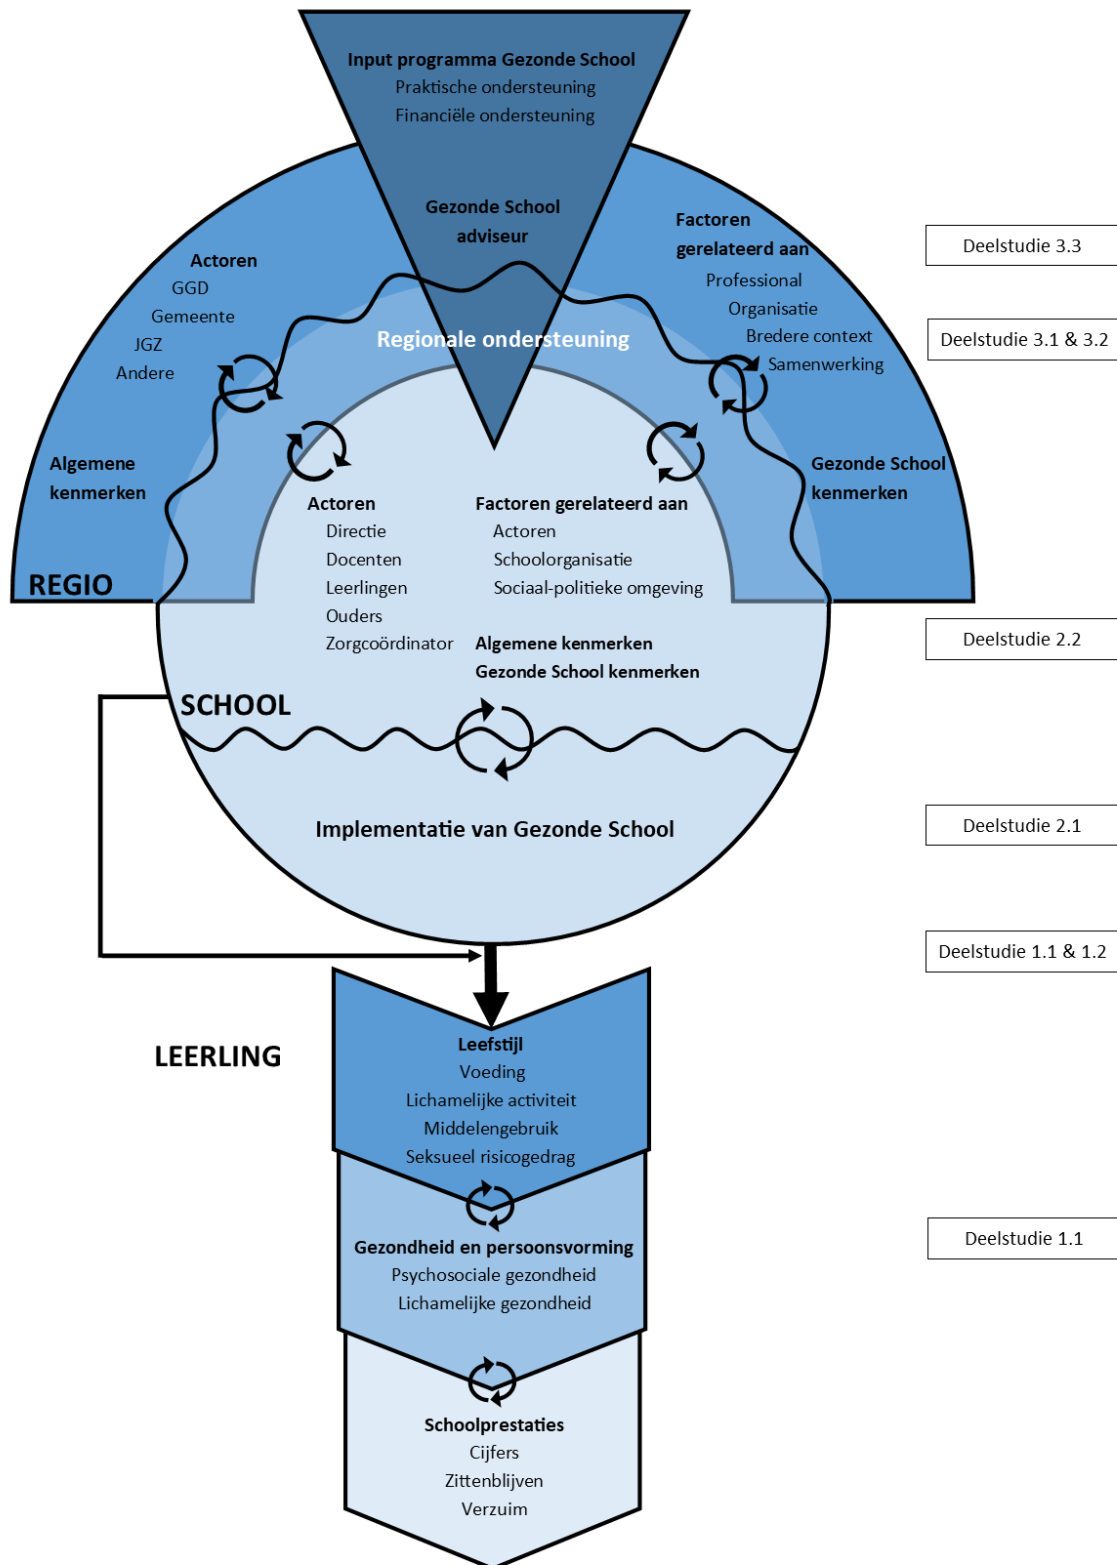 Input programma Gezonde School
Praktische ondersteuning
Financiële ondersteuning
Gezonde School
adviseur
Actoren
GGD
Gemeente
JGZ
Andere
Factoren
gerelateerd aan
Professional
Organisatie
Bredere context
Samenwerking
Regionale ondersteuning
Algemene
kenmerken
Gezonde School
kenmerken
REGIO
Actoren
Directie
Docenten
Leerlingen
Ouders
Zorgcoördinator
Factoren gerelateerd aan
Actoren
Schoolorganisatie
Sociaal-politieke omgeving
Algemene kenmerken
Gezonde School kenmerken
SCHOOL
Implementatie van Gezonde School
LEERLING
Leefstijl
Voeding
Lichamelijke activiteit
Middelengebruik
Seksueel risicogedrag
Gezondheid en persoonsvorming
Psychosociale gezondheid
Lichamelijke gezondheid
Schoolprestaties
Cijfers
Zittenblijven
Verzuim
Deelstudie 3.3
Deelstudie 3.1 & 3.2
Deelstudie 2.2
Deelstudie 2.1
Deelstudie 1.1 & 1.2
Deelstudie 1.1